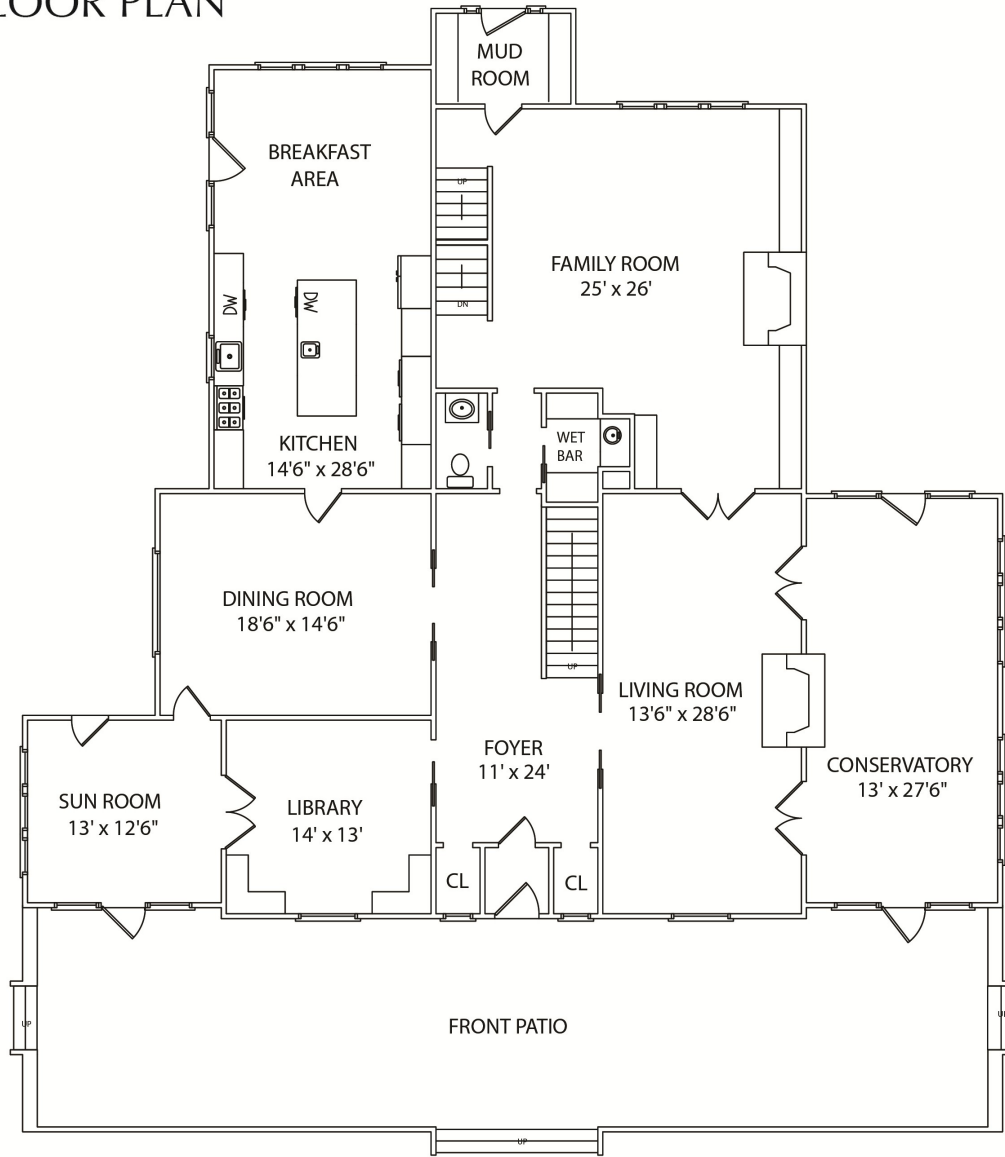 LOOR PLAN
MUD
ROOM
BREAKFAST
AREA
UP
FAMILY ROOM
25' x 26'
DW
DW
DN
WET
BAR
KITCHEN
14'6" x 28'6"
DINING ROOM
18'6" x 14'6"
UP
LIVING ROOM
13'6" x 28'6"
FOYER
11' x 24'
CONSERVATORY
13' x 27'6"
SUN ROOM
13' x 12'6"
LIBRARY
14' x 13'
CL
CL
UP
FRONT PATIO
UP